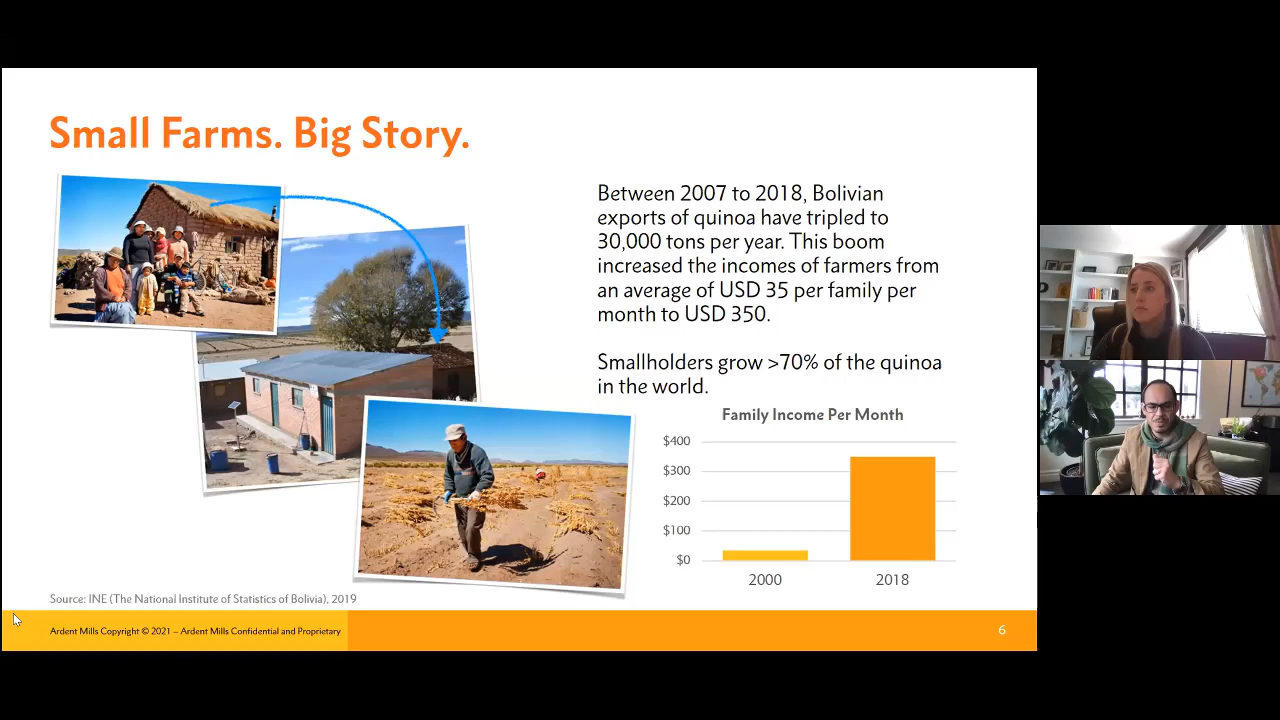 Small Farms. Big Story.
Between 2007 to 2018, Bolivian
exports of quinoa have tripled to
30,000 tons per year. This boom
increased the incomes of farmers from
an average of USD 35 per family per
month to USD 350.
Smallholders grow >70% of the quinoa
in the world.
Family Income Per Month
$400
$300
$200
$100
$0
2000
2018
Source: INE (The National Institute of Statistics of Bolivia), 2019
Ardent Mills Copyright © 2021 – Ardent Mills Confidential and Proprietary
6